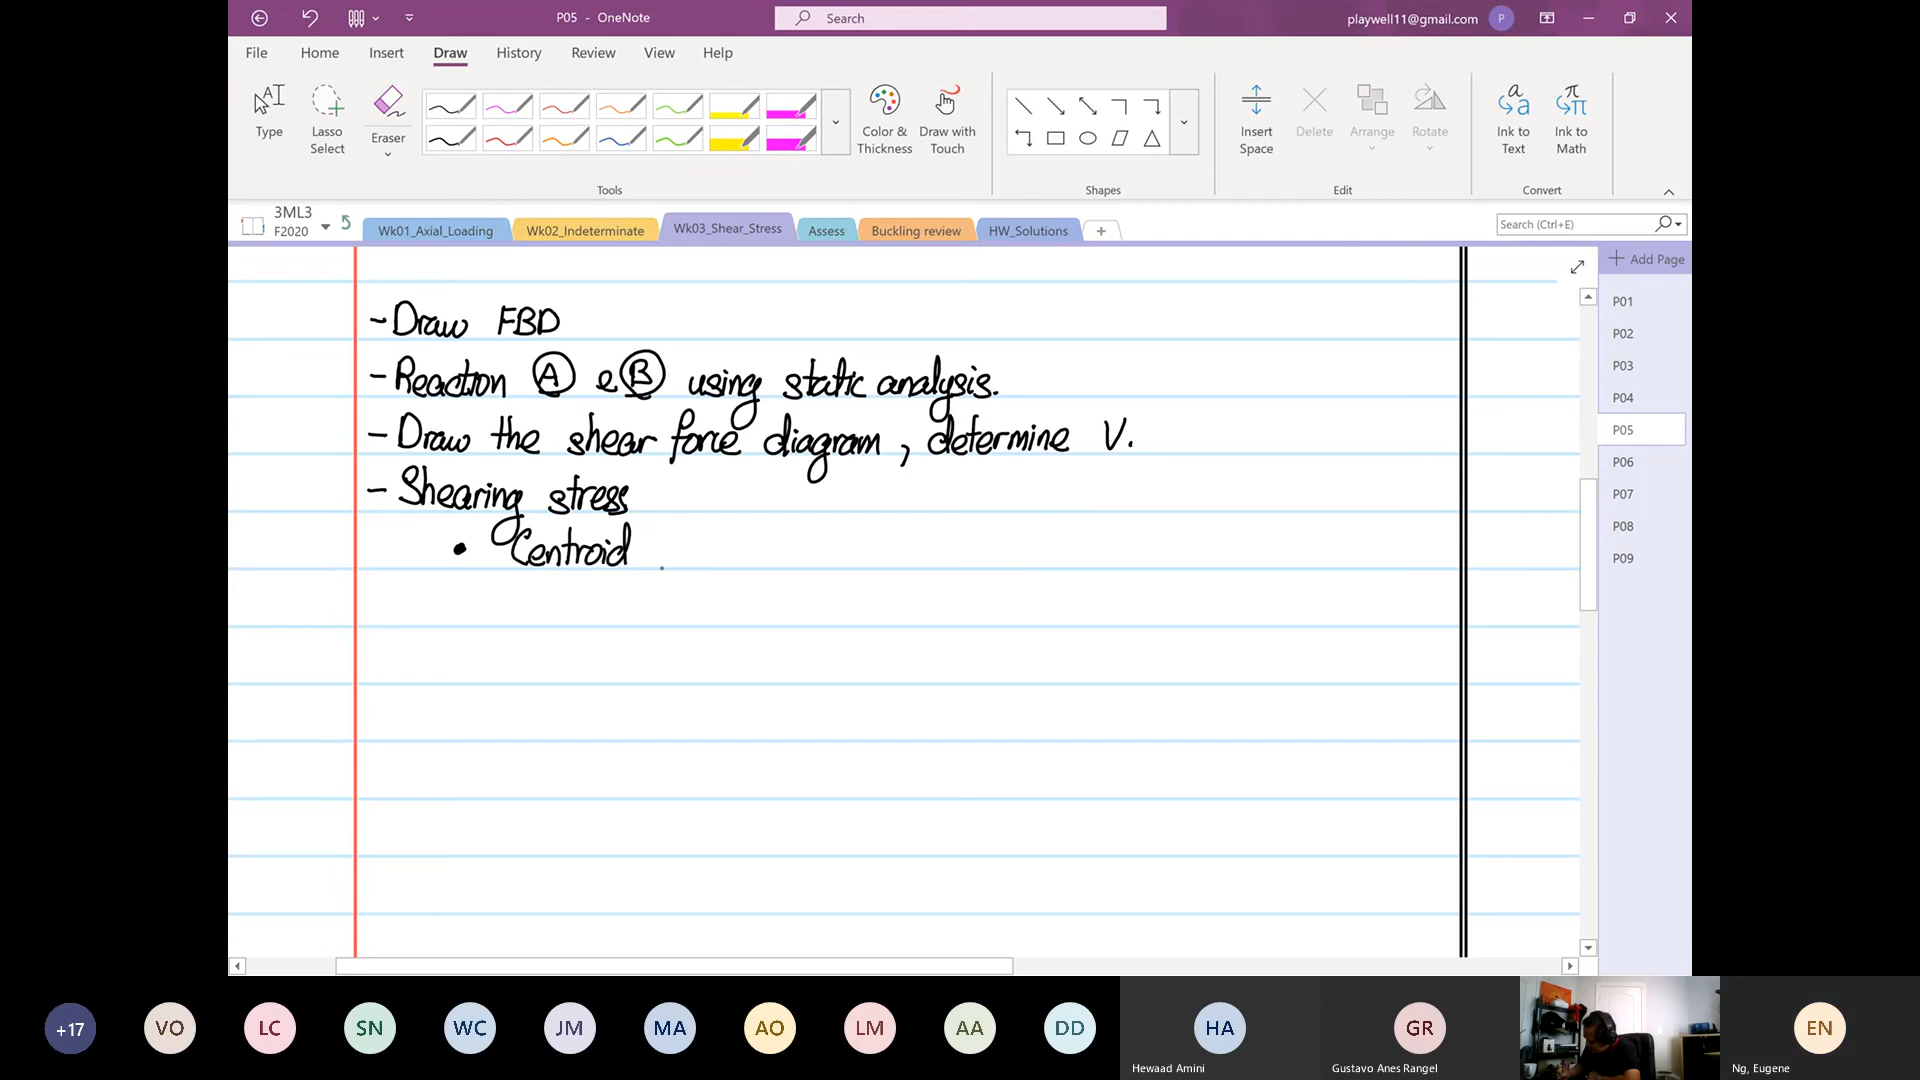 P05 - OneNote
Search
playwell11@gmail.com
P
File Home Insert Draw History Review View Help
Type
Lasso Select
Eraser
Color & Thickness
Draw with Touch
Insert Space
Delete
Arrange
Rotate
Ink to Text
Ink to Math
Tools
Shapes
Edit
Convert
3ML3 F2020
Wk01_Axial_Loading
Wk02_Indeterminate
Wk03_Shear_Stress
Assess
Buckling review
HW_Solutions
Search (Ctrl+E)
Add Page
P01
P02
P03
P04
P05
P06
P07
P08
P09
- Draw FBD
- Reaction A e B using static analysis.
- Draw the shear force diagram, determine V.
- Shearing stress
• Centroid
+17 VO LC SN WC JM MA AO LM AA DD HA GR EN
Hewaad Amini
Gustavo Anes Rangel
Ng, Eugene